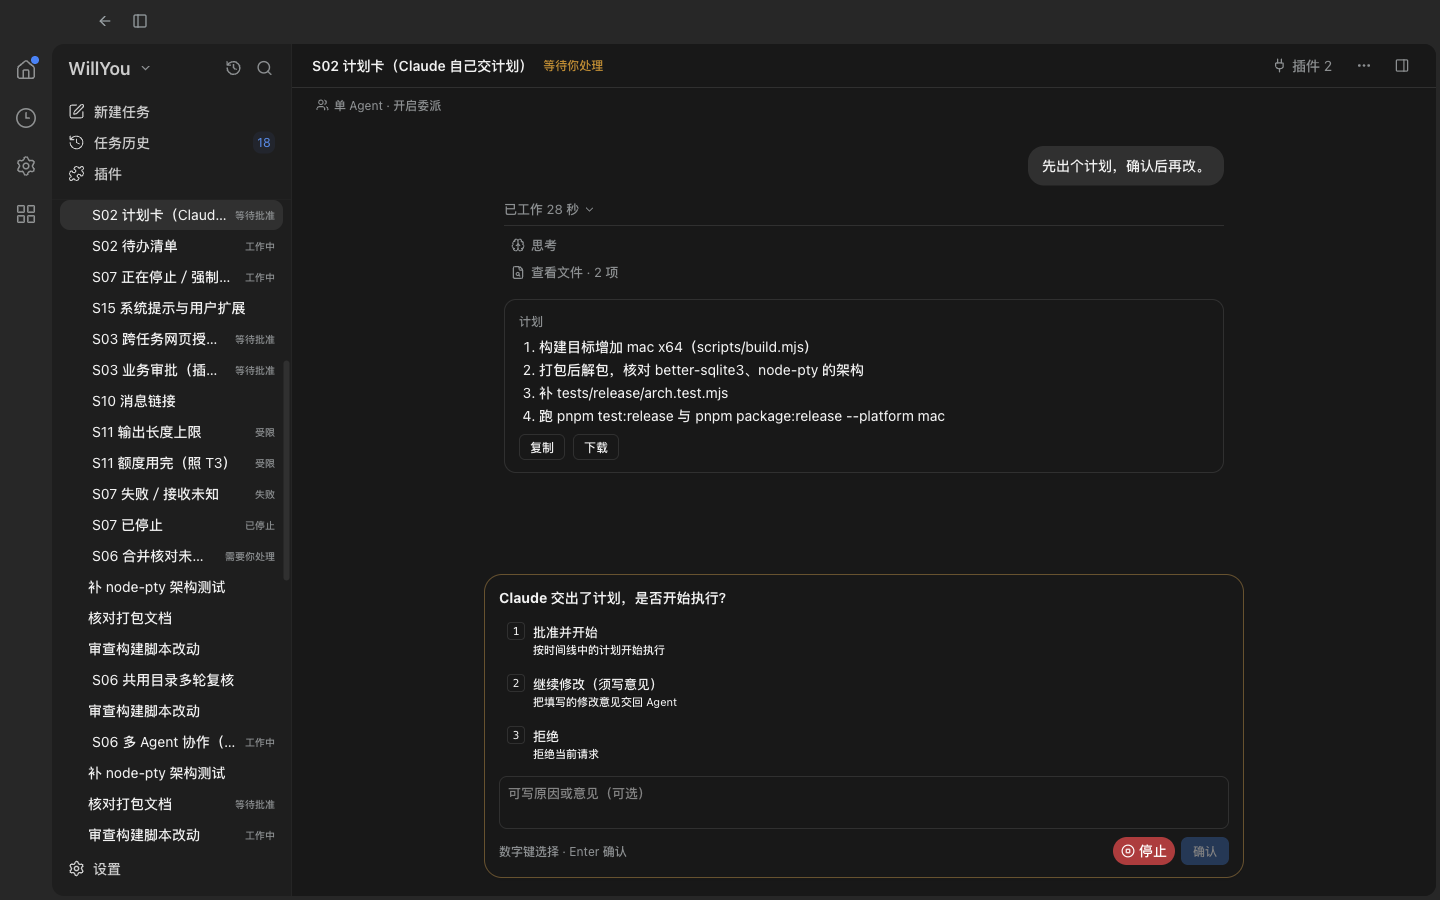 WillYou
新建任务
任务历史 18
插件
S02 计划卡（Claud... 等待批准
S02 待办清单 工作中
S07 正在停止 / 强制... 工作中
S15 系统提示与用户扩展
S03 跨任务网页授... 等待批准
S03 业务审批（插... 等待批准
S10 消息链接
S11 输出长度上限 受限
S11 额度用完（照 T3） 受限
S07 失败 / 接收未知 失败
S07 已停止 已停止
S06 合并核对未... 需要你处理
补 node-pty 架构测试
核对打包文档
审查构建脚本改动
S06 共用目录多轮复核
审查构建脚本改动
S06 多 Agent 协作（... 工作中
补 node-pty 架构测试
核对打包文档 等待批准
审查构建脚本改动 工作中
设置
S02 计划卡（Claude 自己交计划） 等待你处理
插件 2
单 Agent · 开启委派
先出个计划，确认后再改。
已工作 28 秒
思考
查看文件 · 2 项
计划
1. 构建目标增加 mac x64（scripts/build.mjs）
2. 打包后解包，核对 better-sqlite3、node-pty 的架构
3. 补 tests/release/arch.test.mjs
4. 跑 pnpm test:release 与 pnpm package:release --platform mac
复制 下载
Claude 交出了计划，是否开始执行？
1 批准并开始
按时间线中的计划开始执行
2 继续修改（须写意见）
把填写的修改意见交回 Agent
3 拒绝
拒绝当前请求
可写原因或意见（可选）
数字键选择 · Enter 确认
停止 确认